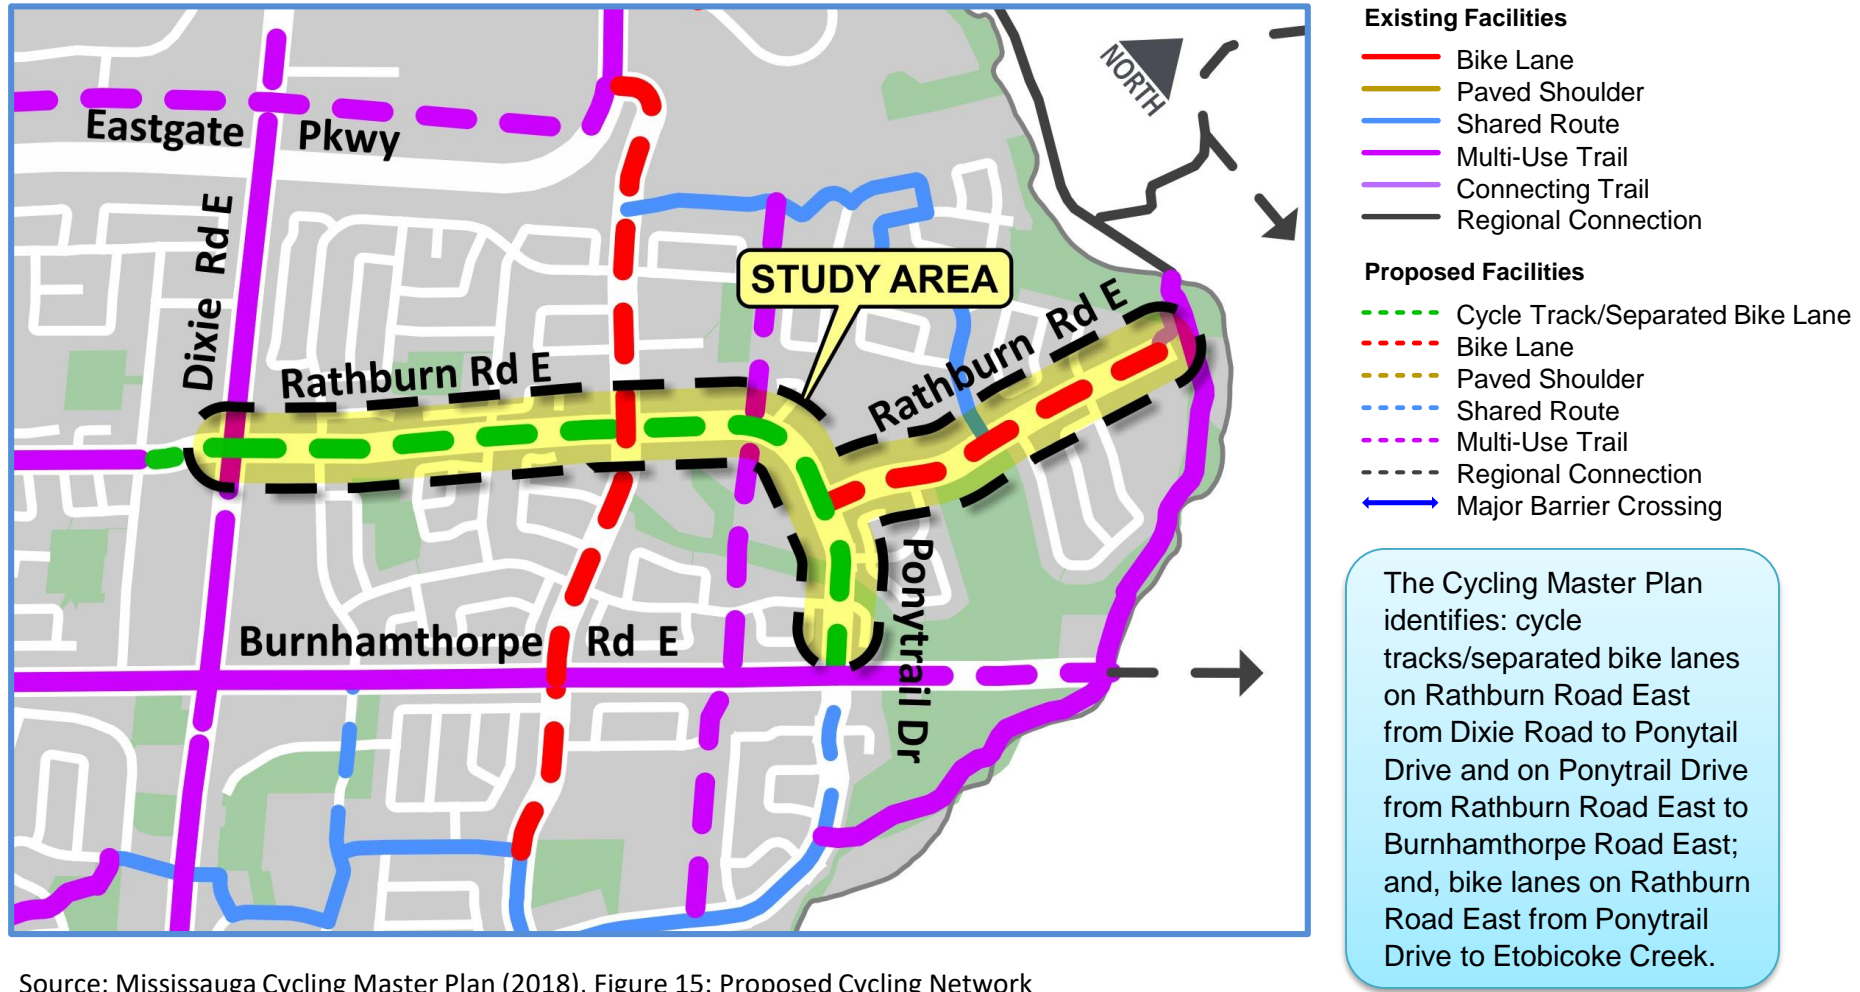 NORTH
Eastgate Pkwy
Dixie Rd E
STUDY AREA
Rathburn Rd E
Rathburn Rd E
Ponytrail Dr
Burnhamthorpe Rd E
Existing Facilities
Bike Lane
Paved Shoulder
Shared Route
Multi-Use Trail
Connecting Trail
Regional Connection
Proposed Facilities
Cycle Track/Separated Bike Lane
Bike Lane
Paved Shoulder
Shared Route
Multi-Use Trail
Regional Connection
Major Barrier Crossing
The Cycling Master Plan
identifies: cycle
tracks/separated bike lanes
on Rathburn Road East
from Dixie Road to Ponytail
Drive and on Ponytrail Drive
from Rathburn Road East to
Burnhamthorpe Road East;
and, bike lanes on Rathburn
Road East from Ponytrail
Drive to Etobicoke Creek.
Source: Mississauga Cycling Master Plan (2018), Figure 15: Proposed Cycling Network